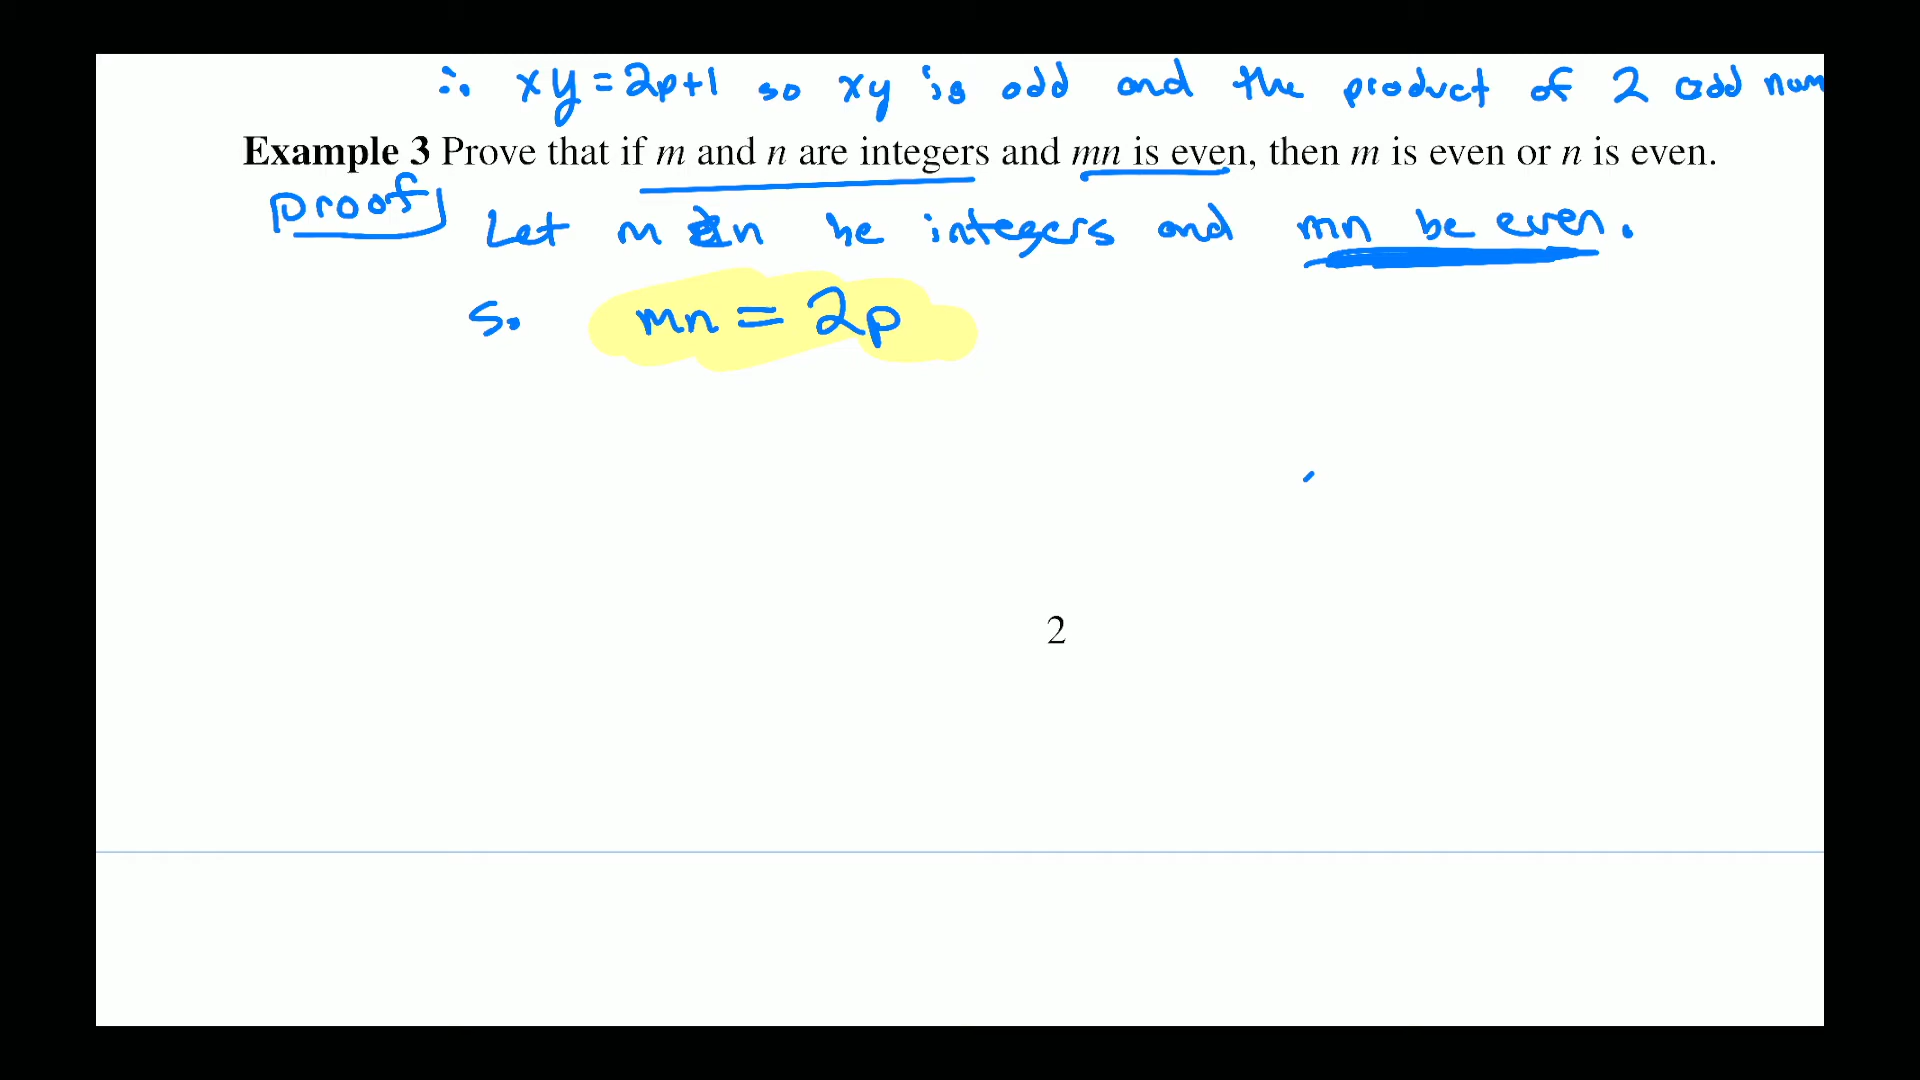 ∴ xy=2p+1 so xy is odd and the product of 2 odd num
Example 3 Prove that if m and n are integers and mn is even, then m is even or n is even.
proof Let m & n be integers and mn be even.
So mn = 2p
2